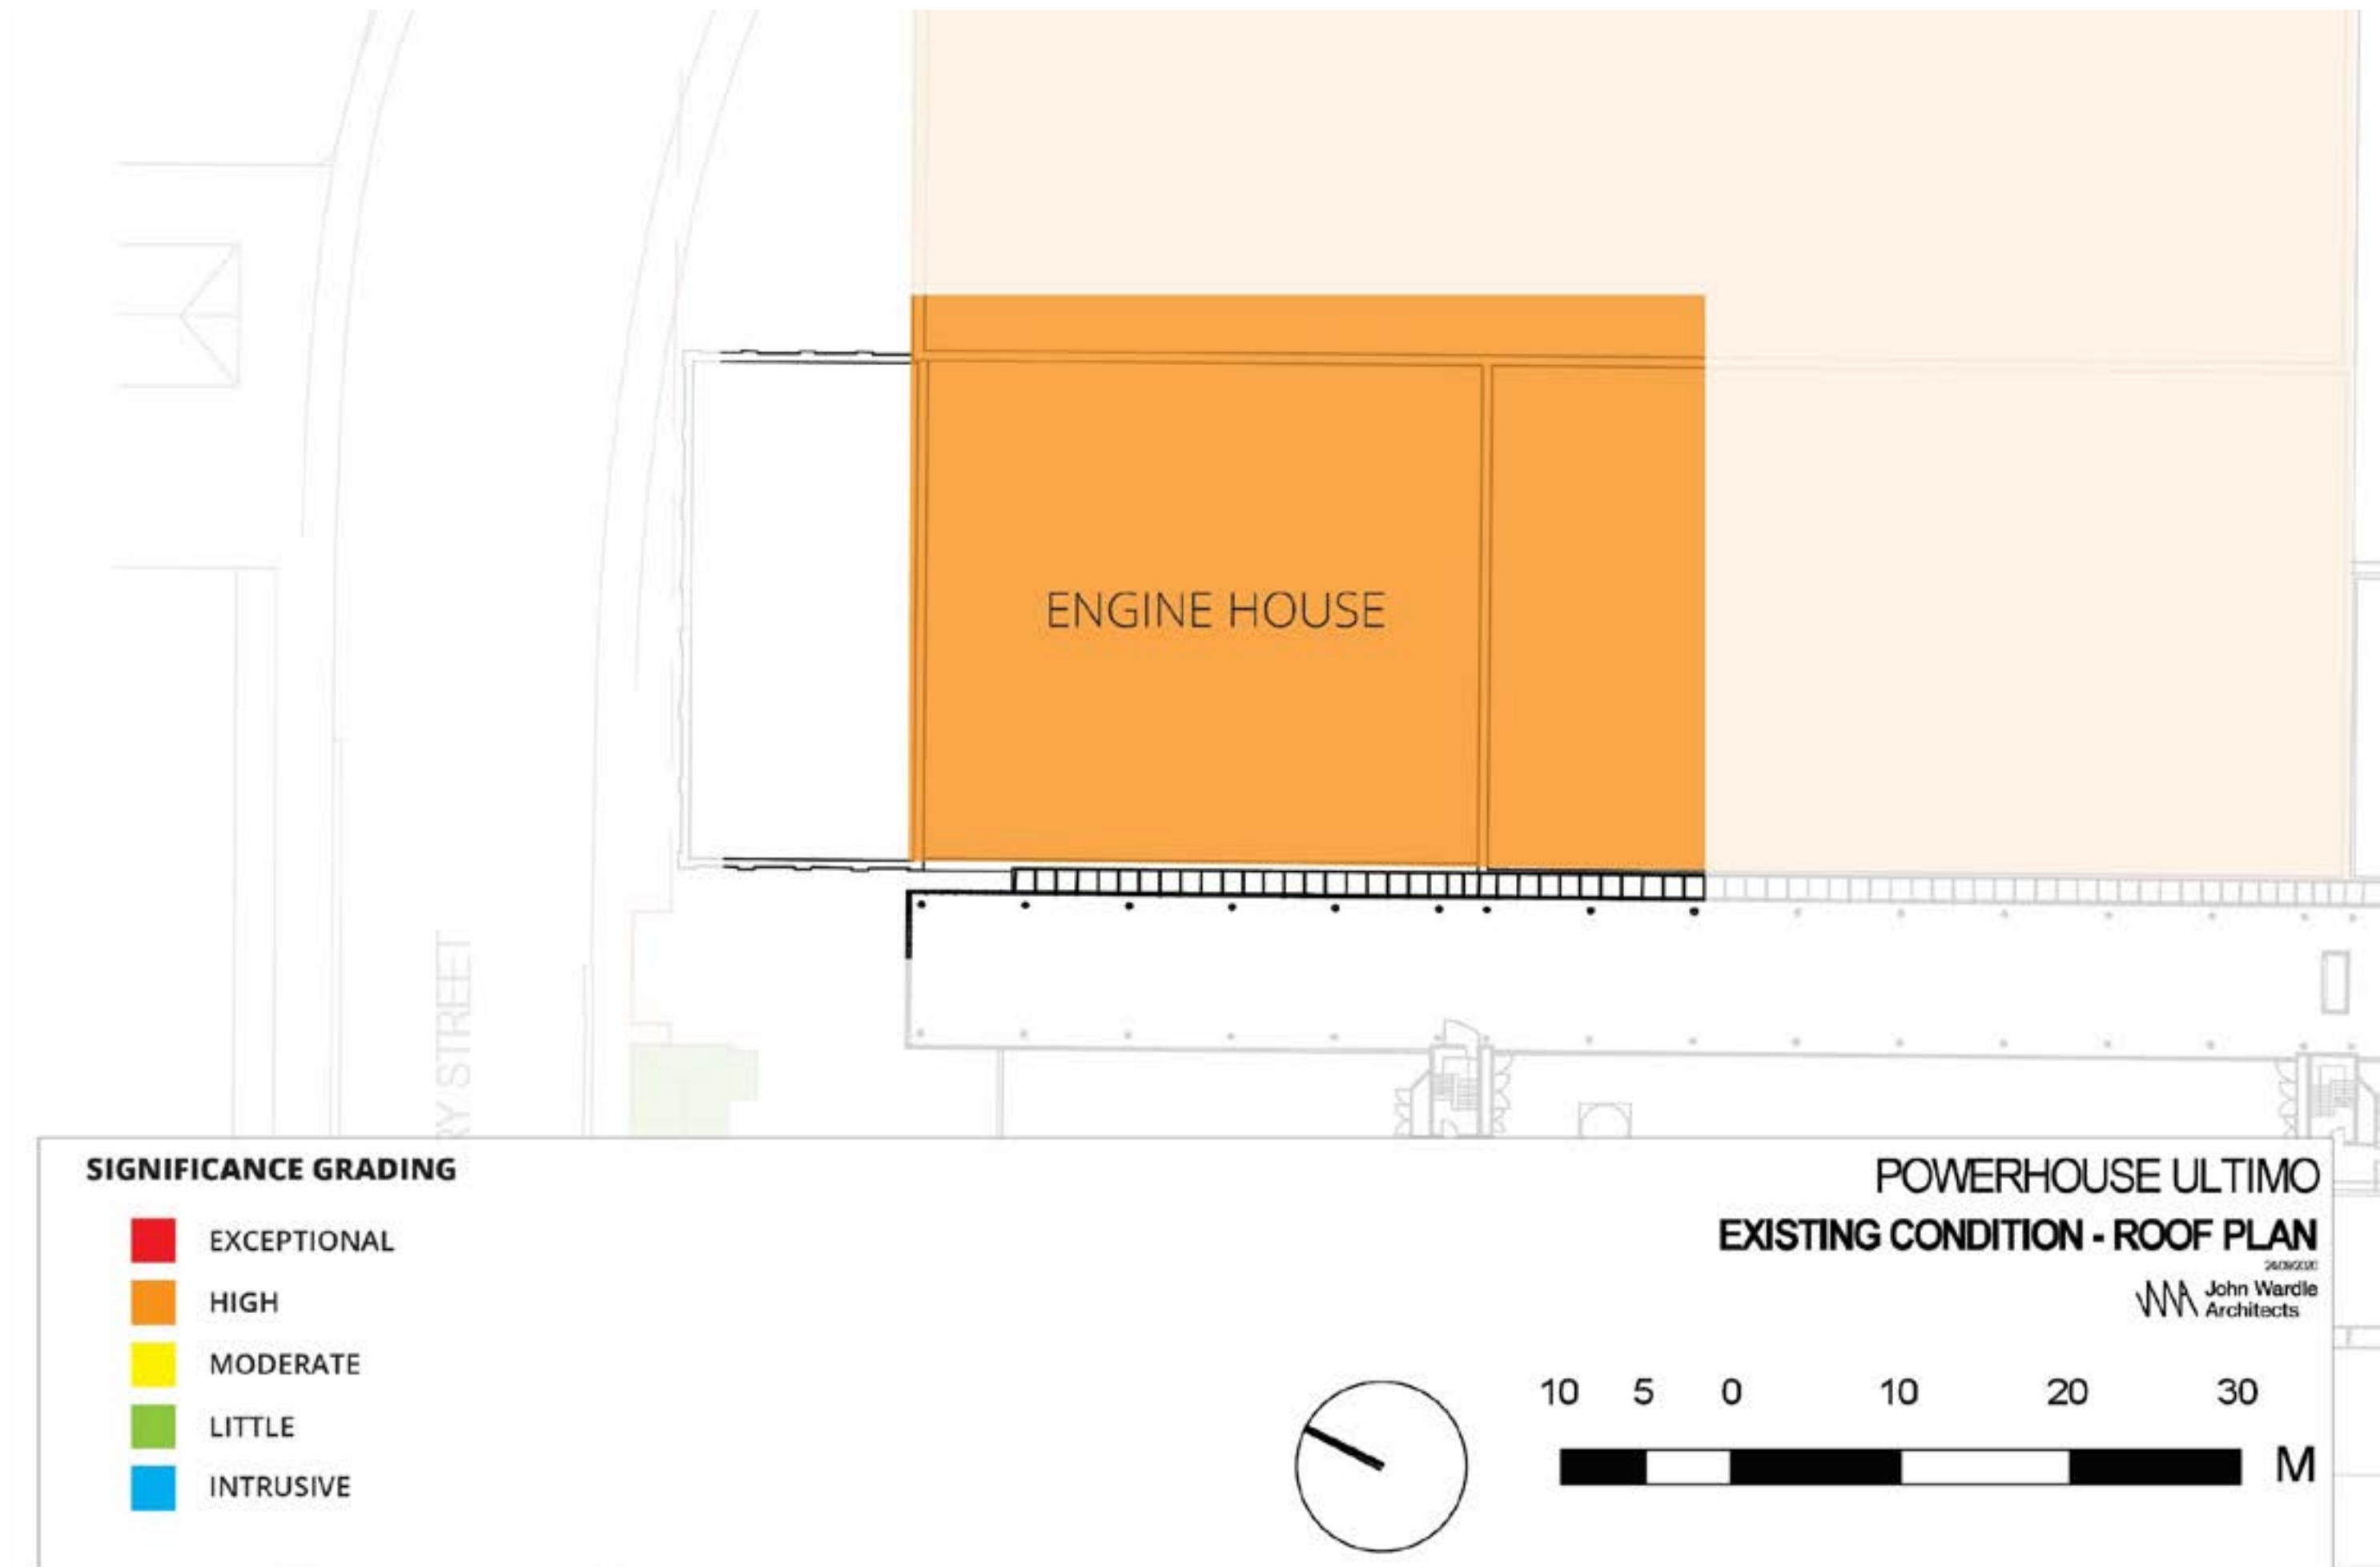 ENGINE HOUSE
RY STREET
SIGNIFICANCE GRADING
EXCEPTIONAL
HIGH
MODERATE
LITTLE
INTRUSIVE
POWERHOUSE ULTIMO
EXISTING CONDITION - ROOF PLAN
John Wardle
Architects
10 5 0 10 20 30
M